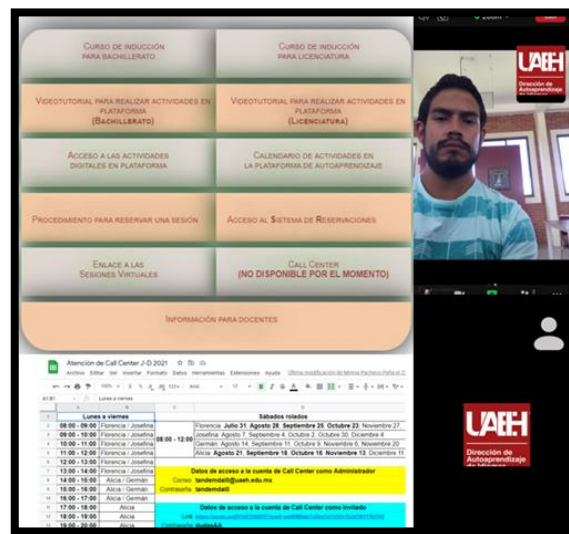 CURSO DE INDUCCIÓN
PARA BACHILLERATO
CURSO DE INDUCCIÓN
PARA LICENCIATURA
VIDEOTUTORIAL PARA REALIZAR ACTIVIDADES EN
PLATAFORMA
(BACHILLERATO)
VIDEOTUTORIAL PARA REALIZAR ACTIVIDADES EN
PLATAFORMA
(LICENCIATURA)
ACCESO A LAS ACTIVIDADES
DIGITALES EN PLATAFORMA
CALENDARIO DE ACTIVIDADES EN
LA PLATAFORMA DE AUTOAPRENDIZAJE
PROCEDIMIENTO PARA RESERVAR UNA SESIÓN
ACCESO AL SISTEMA DE RESERVACIONES
ENLACE A LAS
SESIONES VIRTUALES
CALL CENTER
(NO DISPONIBLE POR EL MOMENTO)
INFORMACIÓN PARA DOCENTES
UAEH
Dirección de
Autoaprendizaje
de Idiomas
Atención de Call Center J-D 2021
Archivo Editar Ver Insertar Formato Datos Herramientas Extensiones Ayuda
100%
Lunes a viernes
Lunes a viernes
Sábados rolados
08:00 - 09:00 Florencia / Josefina
Florencia: Julio 31, Agosto 28, Septiembre 25, Octubre 23, Noviembre 27,
09:00 - 10:00 Florencia / Josefina
08:00 - 12:00
Josefina: Agosto 7, Septiembre 4, Octubre 2, Octubre 30, Diciembre 4
10:00 - 11:00 Florencia / Josefina
Germán: Agosto 14, Septiembre 11, Octubre 9, Noviembre 6, Noviembre 20
11:00 - 12:00 Florencia / Josefina
Alicia: Agosto 21, Septiembre 18, Octubre 16, Noviembre 13, Diciembre 11
12:00 - 13:00 Florencia / Josefina
13:00 - 14:00 Florencia / Josefina
Datos de acceso a la cuenta de Call Center como Administrador
14:00 - 15:00 Alicia / Germán
Correo tandemdai0@uaeh.edu.mx
15:00 - 16:00 Alicia / Germán
Contraseña tandemdai0
16:00 - 17:00 Alicia / Germán
17:00 - 18:00 Alicia
Datos de acceso a la cuenta de Call Center como Invitado
18:00 - 19:00 Alicia
Link
19:00 - 20:00 Alicia
Contraseña dudasAA
UAEH
Dirección de
Autoaprendizaje
de Idiomas